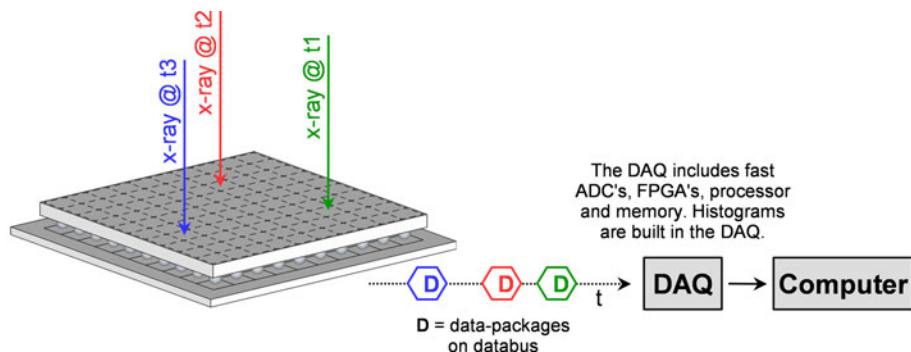 x-ray @ t3
x-ray @ t2
x-ray @ t1
The DAQ includes fast
ADC's, FPGA's, processor
and memory. Histograms
are built in the DAQ.
D
D
D
t
DAQ
Computer
D = data-packages
on databus